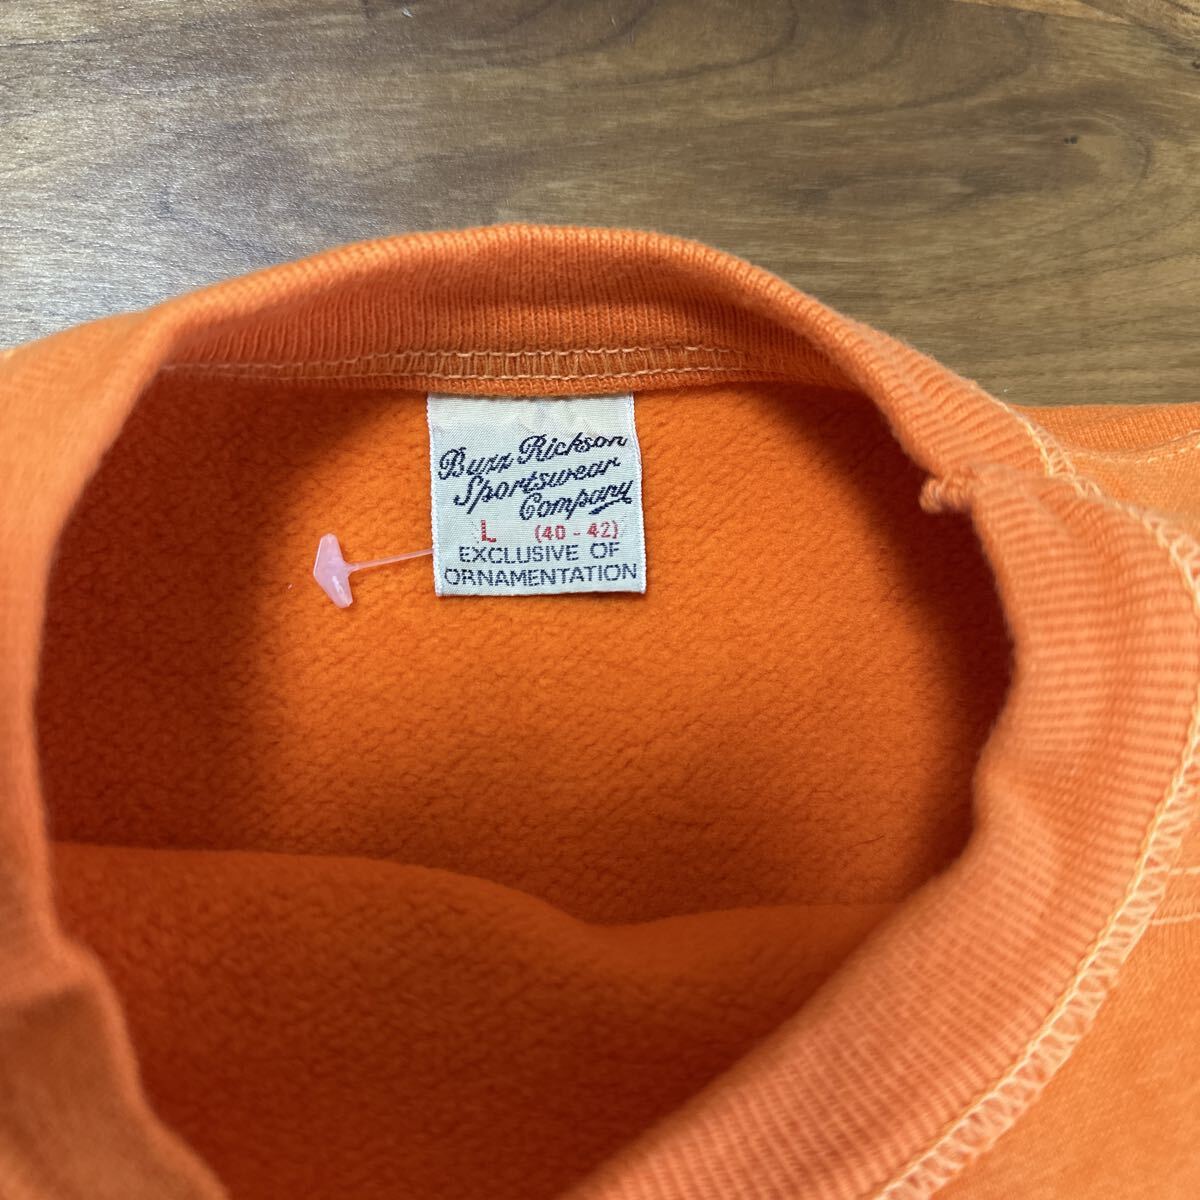 Buzz Rickson
Sportswear
Company
L (40 - 42)
EXCLUSIVE OF
ORNAMENTATION